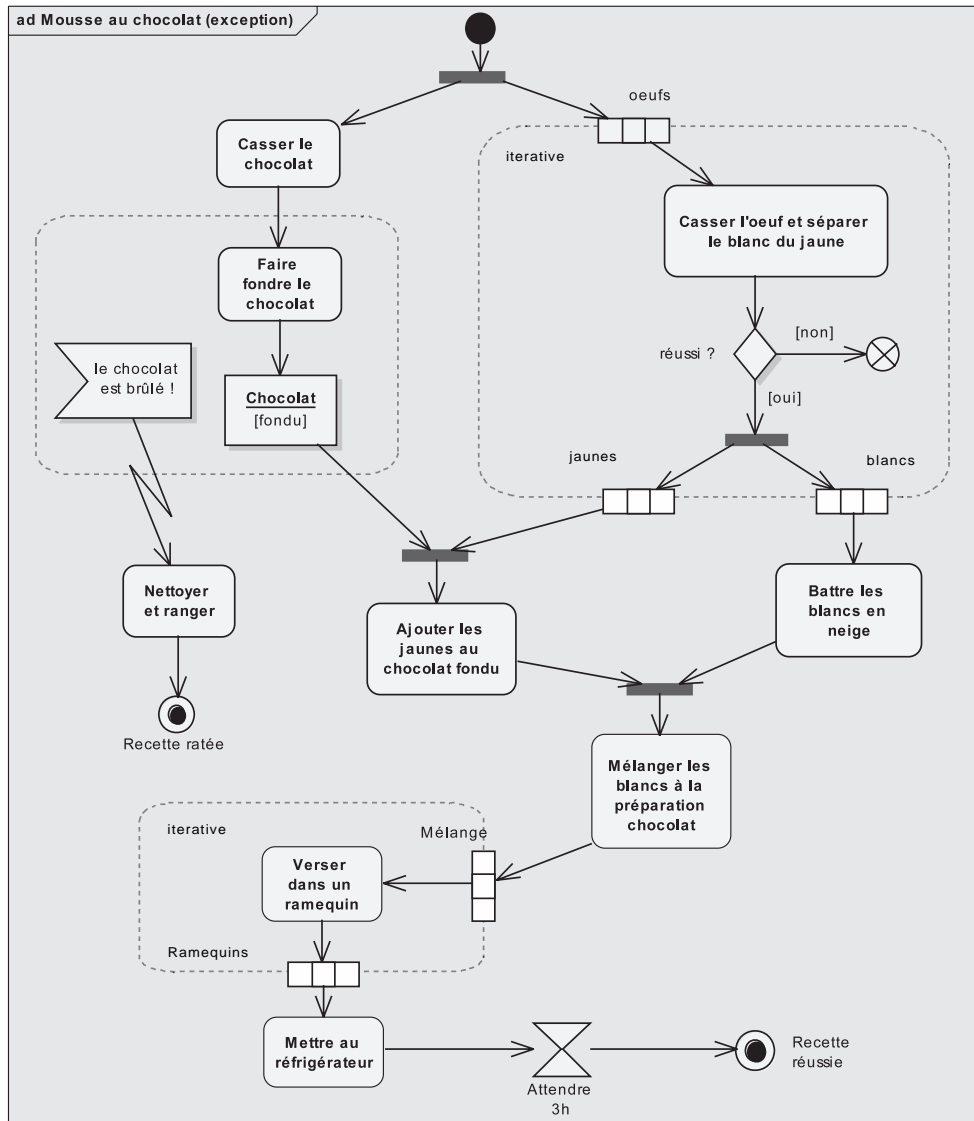 ad Mousse au chocolat (exception)
oeufs
Casser le
chocolat
iterative
Casser l'oeuf et séparer
le blanc du jaune
Faire
fondre le
chocolat
réussi ?
[non]
[oui]
le chocolat
est brûlé !
Chocolat
[fondu]
jaunes
blancs
Nettoyer
et ranger
Ajouter les
jaunes au
chocolat fondu
Battre les
blancs en
neige
Recette ratée
Mélanger les
blancs à la
préparation
chocolat
iterative
Mélange
Verser
dans un
ramequin
Ramequins
Mettre au
réfrigérateur
Attendre
3h
Recette
réussie